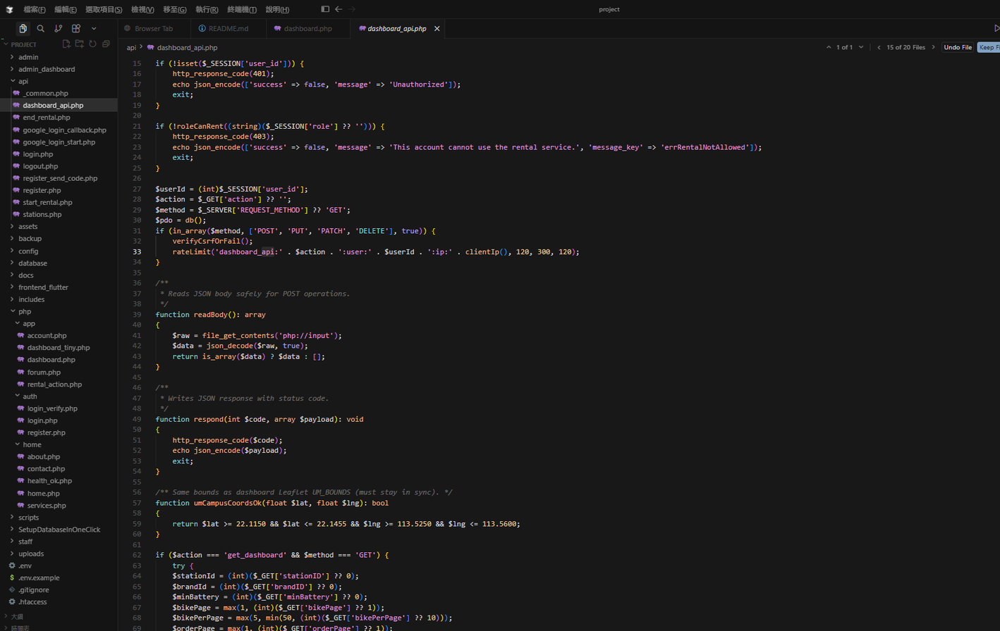 檔案(F) 編輯(E) 選取項目(S) 檢視(V) 移至(G) 執行(R) 終端機(T) 說明(H) project
Browser Tab README.md dashboard.php dashboard_api.php
PROJECT
admin
admin_dashboard
api
_common.php
dashboard_api.php
end_rental.php
google_login_callback.php
google_login_start.php
login.php
logout.php
register_send_code.php
register.php
start_rental.php
stations.php
assets
backup
config
database
docs
frontend_flutter
includes
php
app
account.php
dashboard_tiny.php
dashboard.php
forum.php
rental_action.php
auth
login_verify.php
login.php
register.php
home
about.php
contact.php
health_ok.php
home.php
services.php
scripts
SetupDatabaseInOneClick
staff
uploads
.env
.env.example
.gitignore
.htaccess
大綱
時間表
api > dashboard_api.php 1 of 1 15 of 20 Files Undo File Keep Fi
15 if (!isset($_SESSION['user_id'])) {
16 http_response_code(401);
17 echo json_encode(['success' => false, 'message' => 'Unauthorized']);
18 exit;
19 }
20
21 if (!roleCanRent((string)($_SESSION['role'] ?? ''))) {
22 http_response_code(403);
23 echo json_encode(['success' => false, 'message' => 'This account cannot use the rental service.', 'message_key' => 'errRentalNotAllowed']);
24 exit;
25 }
26
27 $userId = (int)$_SESSION['user_id'];
28 $action = $_GET['action'] ?? '';
29 $method = $_SERVER['REQUEST_METHOD'] ?? 'GET';
30 $pdo = db();
31 if (in_array($method, ['POST', 'PUT', 'PATCH', 'DELETE'], true)) {
32 verifyCsrfOrFail();
33 rateLimit('dashboard_api:' . $action . ':user:' . $userId . ':ip:' . clientIp(), 120, 300, 120);
34 }
35
36 /**
37 * Reads JSON body safely for POST operations.
38 */
39 function readBody(): array
40 {
41 $raw = file_get_contents('php://input');
42 $data = json_decode($raw, true);
43 return is_array($data) ? $data : [];
44 }
45
46 /**
47 * Writes JSON response with status code.
48 */
49 function respond(int $code, array $payload): void
50 {
51 http_response_code($code);
52 echo json_encode($payload);
53 exit;
54 }
55
56 /** Same bounds as dashboard Leaflet UM_BOUNDS (must stay in sync). */
57 function umCampusCoordsOk(float $lat, float $lng): bool
58 {
59 return $lat >= 22.1150 && $lat <= 22.1455 && $lng >= 113.5250 && $lng <= 113.5600;
60 }
61
62 if ($action === 'get_dashboard' && $method === 'GET') {
63 try {
64 $stationId = (int)($_GET['stationID'] ?? 0);
65 $brandId = (int)($_GET['brandID'] ?? 0);
66 $minBattery = (int)($_GET['minBattery'] ?? 0);
67 $bikePage = max(1, (int)($_GET['bikePage'] ?? 1));
68 $bikePerPage = max(5, min(50, (int)($_GET['bikePerPage'] ?? 10)));
69 $orderPage = max(1, (int)($_GET['orderPage'] ?? 1));